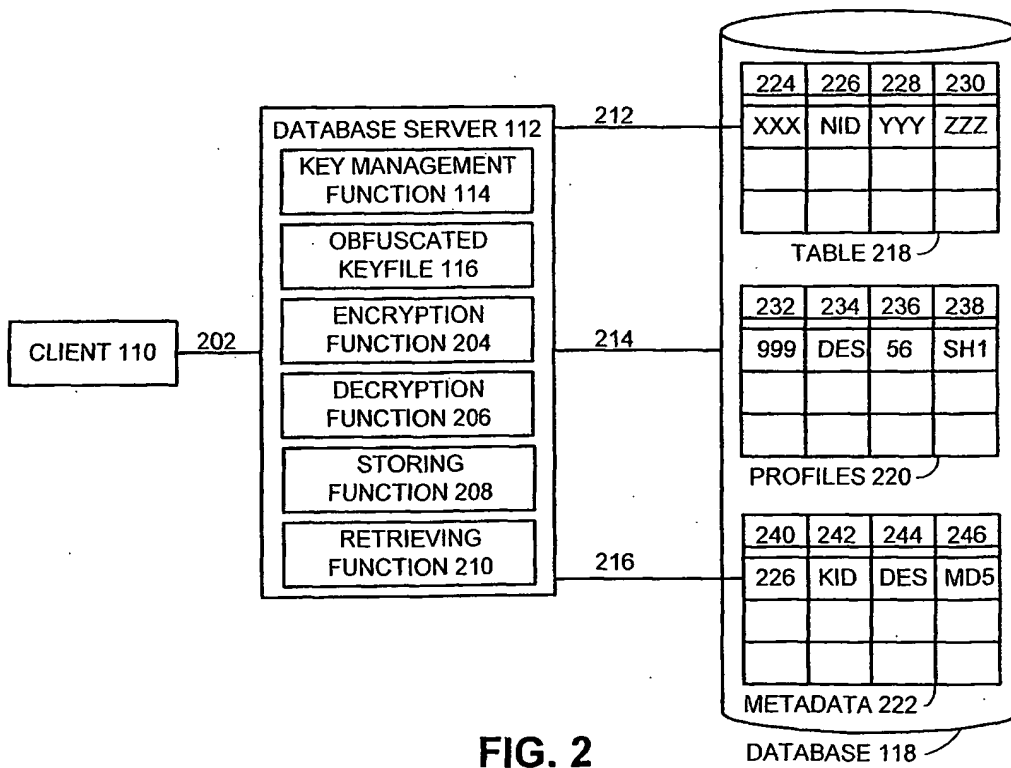 CLIENT 110
202
DATABASE SERVER 112
KEY MANAGEMENT
FUNCTION 114
OBFUSCATED
KEYFILE 116
ENCRYPTION
FUNCTION 204
DECRYPTION
FUNCTION 206
STORING
FUNCTION 208
RETRIEVING
FUNCTION 210
212
214
216
224 226 228 230
XXX NID YYY ZZZ
TABLE 218
232 234 236 238
999 DES 56 SH1
PROFILES 220
240 242 244 246
226 KID DES MD5
METADATA 222
DATABASE 118
FIG. 2